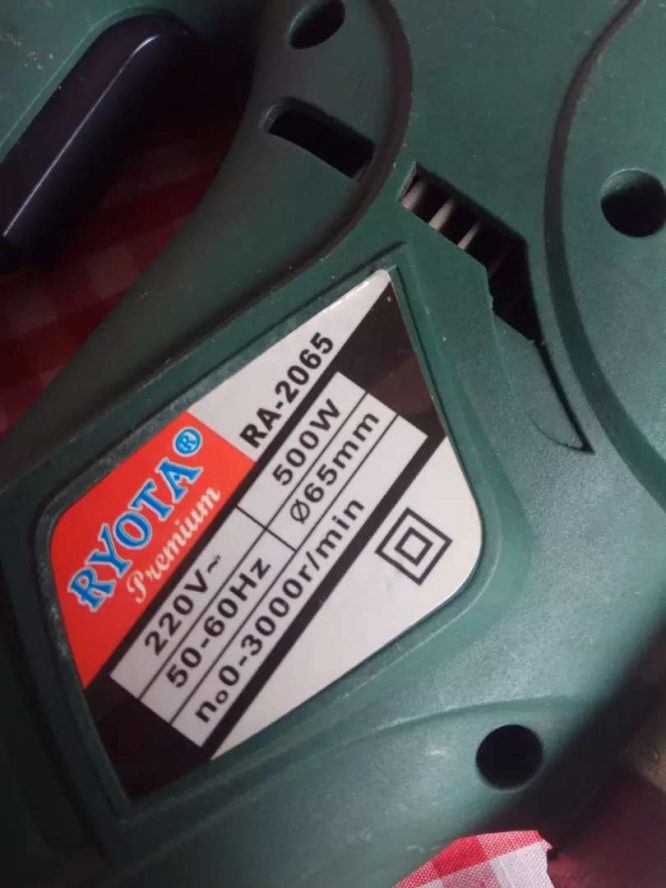 RYOTA®
Premium
RA-2065
220V~ 500W
50-60Hz Ø65mm
n₀0-3000r/min